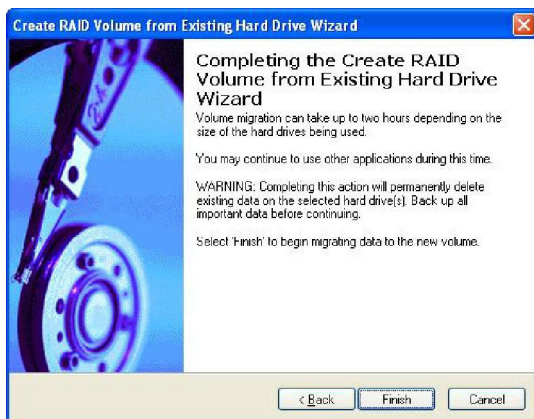 Create RAID Volume from Existing Hard Drive Wizard
Completing the Create RAID
Volume from Existing Hard Drive
Wizard
Volume migration can take up to two hours depending on the
size of the hard drives being used.
You may continue to use other applications during this time.
WARNING: Completing this action will permanently delete
existing data on the selected hard drive(s). Back up all
important data before continuing.
Select 'Finish' to begin migrating data to the new volume.
< Back
Finish
Cancel